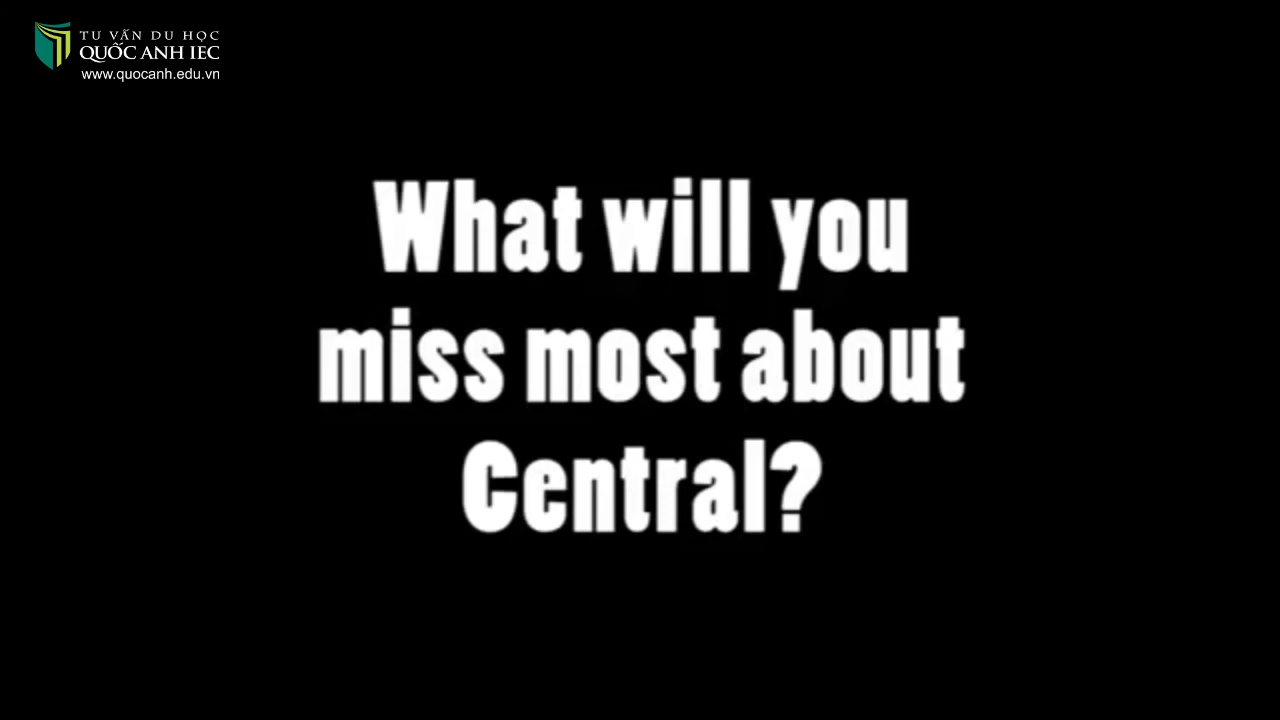 TƯ VẤN DU HỌC
QUỐC ANH IEC
www.quocanh.edu.vn
What will you
miss most about
Central?